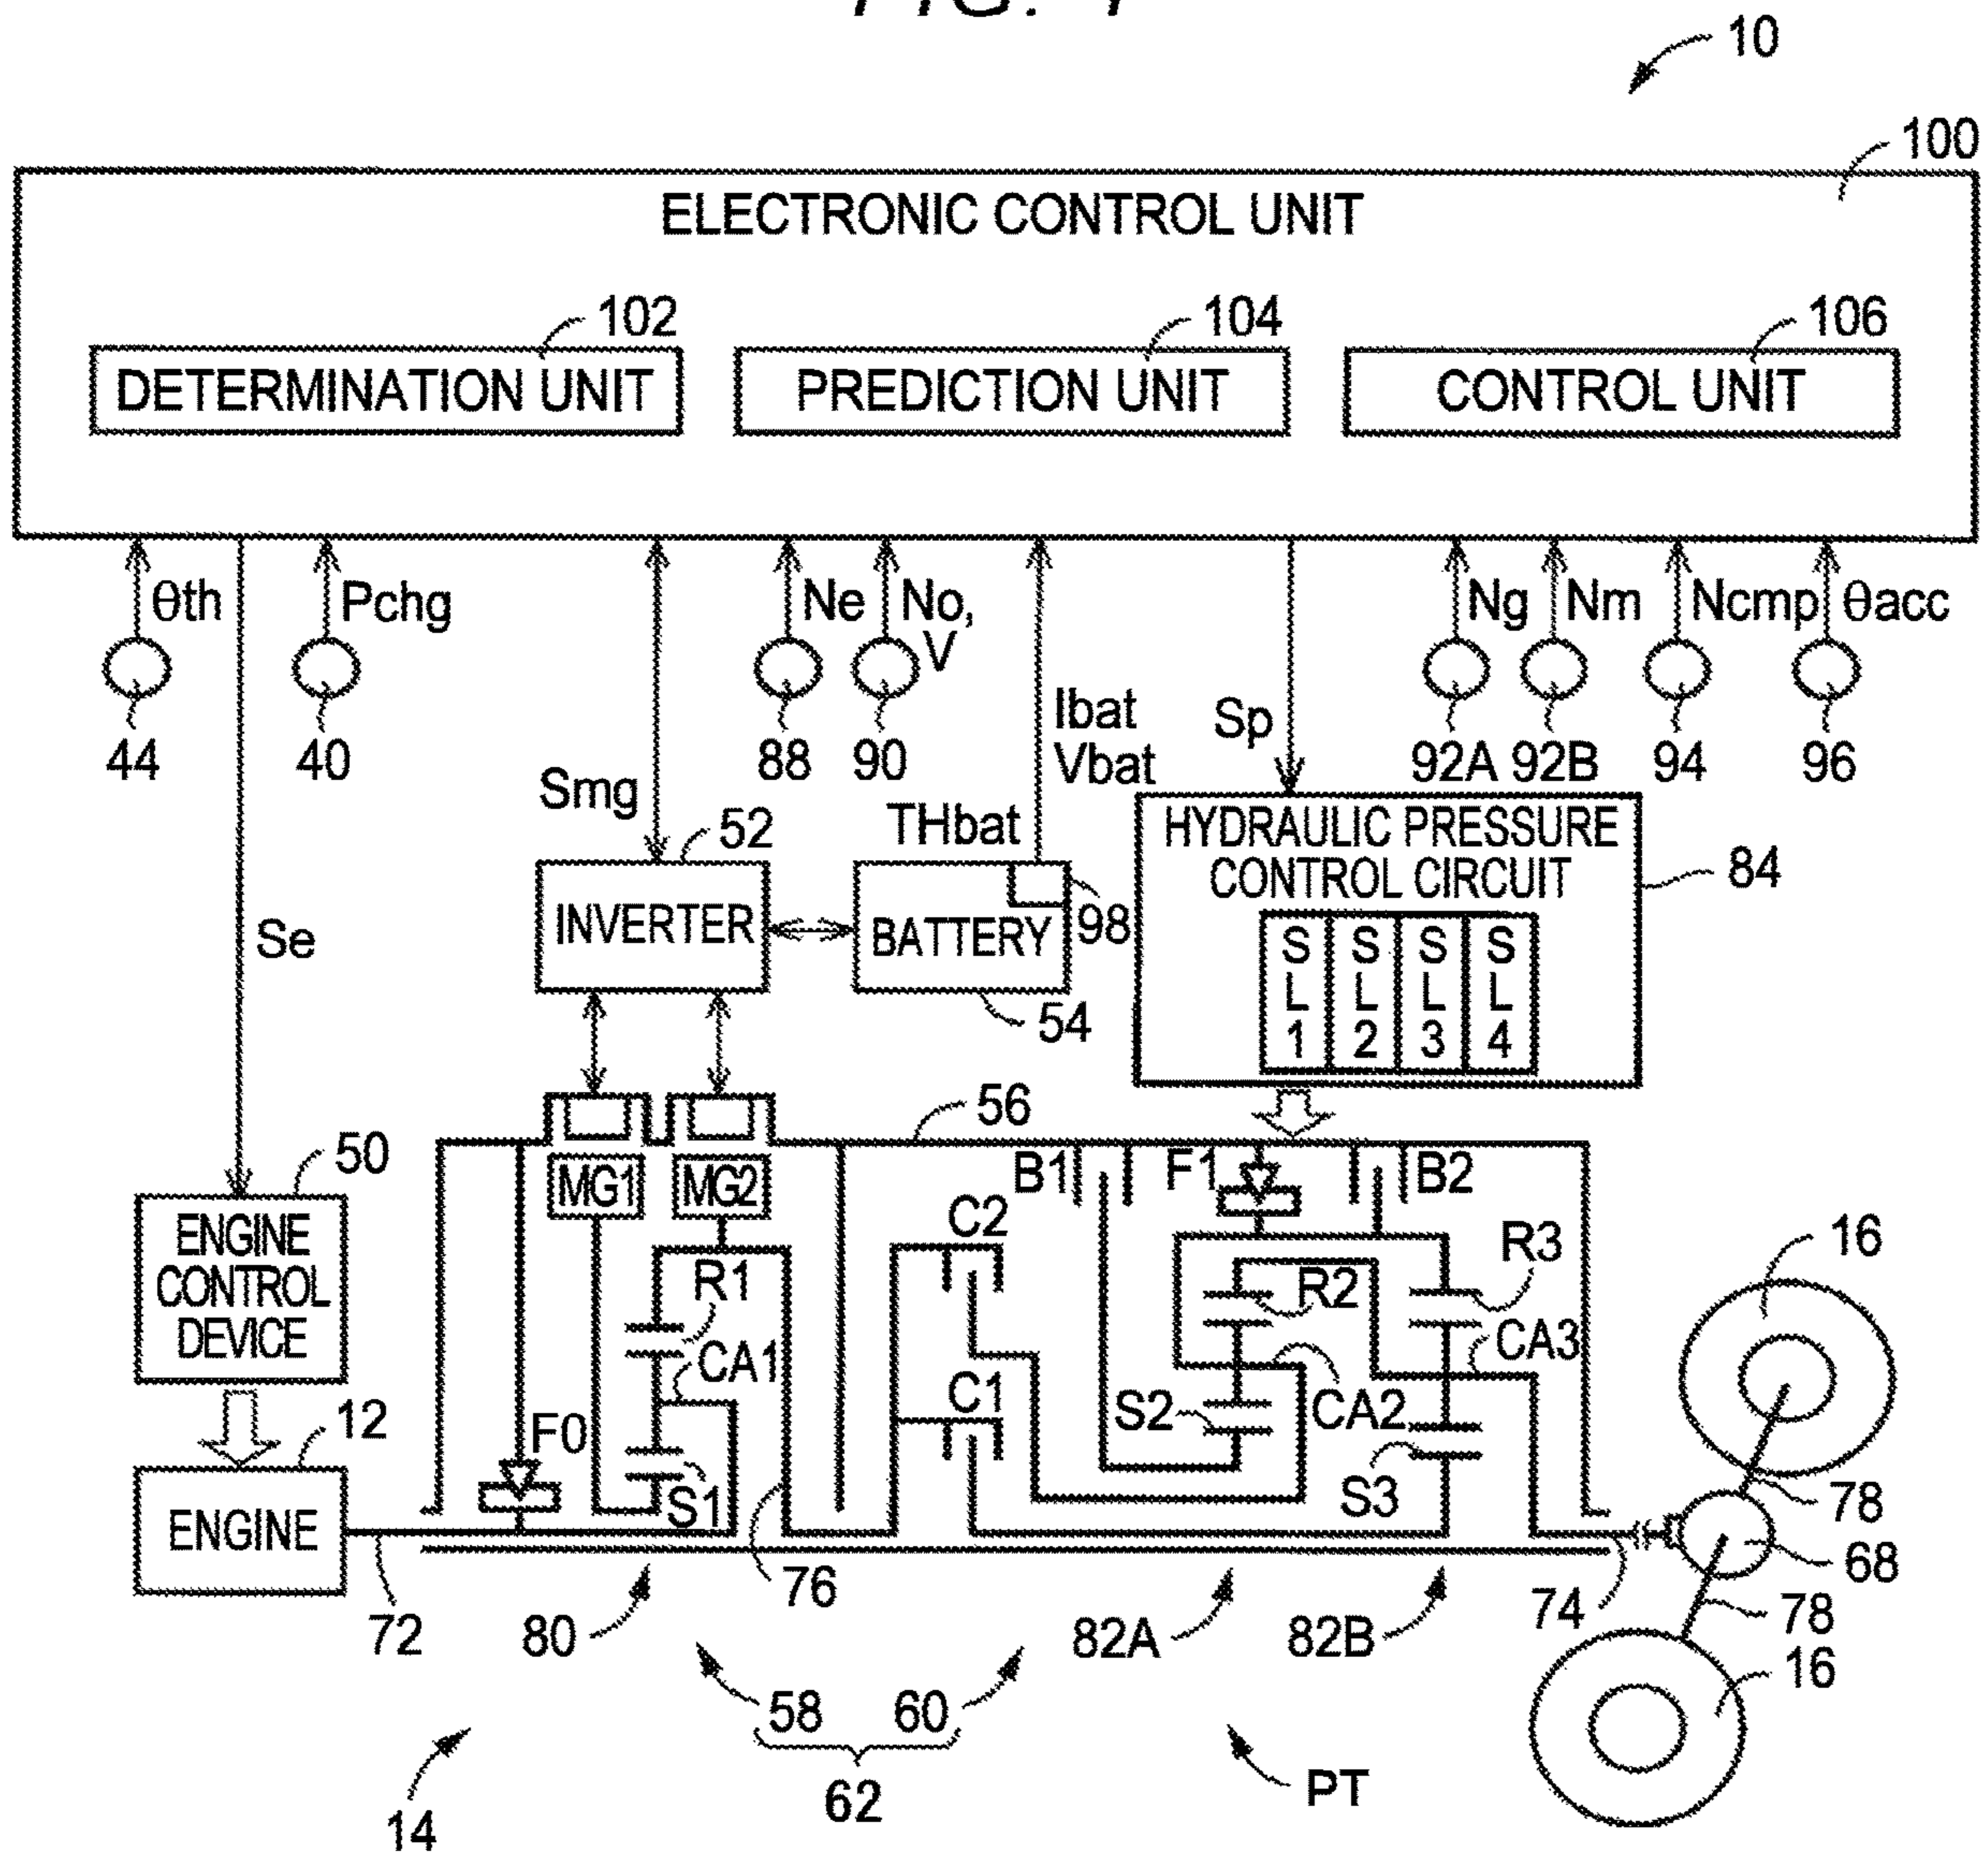 FIG. 1
10
100
ELECTRONIC CONTROL UNIT
102
104
106
DETERMINATION UNIT
PREDICTION UNIT
CONTROL UNIT
θth
Pchg
Ne
No,
V
Ng
Nm
Ncmp
θacc
44
40
88
90
92A
92B
94
96
Ibat
Vbat
Sp
Smg
THbat
52
HYDRAULIC PRESSURE
CONTROL CIRCUIT
84
INVERTER
BATTERY
98
Se
54
SL1
SL2
SL3
SL4
56
50
MG1
MG2
B1
F1
B2
ENGINE
CONTROL
DEVICE
C2
R1
R2
R3
16
CA1
CA3
C1
S2
CA2
12
F0
S1
S3
78
ENGINE
72
80
76
82A
82B
74
68
78
16
58
60
62
PT
14